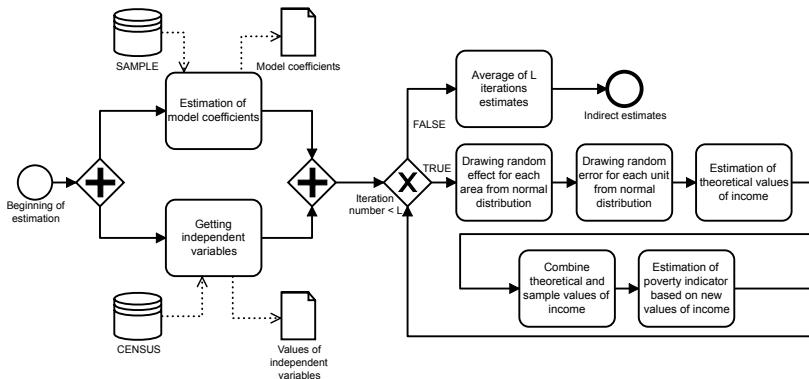 SAMPLE
Model coefficients
Estimation of
model coefficients
Beginning of
estimation
Getting
independent
variables
CENSUS
Values of
independent
variables
Iteration
number < L
FALSE
TRUE
Average of L
iterations
estimates
Indirect estimates
Drawing random
effect for each
area from normal
distribution
Drawing random
error for each unit
from normal
distribution
Estimation of
theoretical values
of income
Combine
theoretical and
sample values of
income
Estimation of
poverty indicator
based on new
values of income